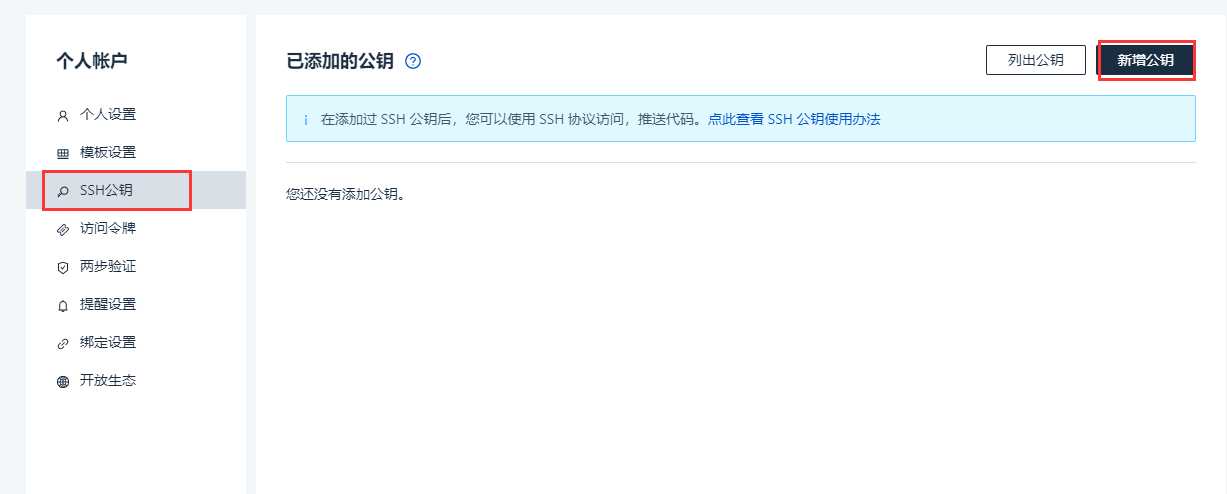 个人帐户
个人设置
模板设置
SSH公钥
访问令牌
两步验证
提醒设置
绑定设置
开放生态
已添加的公钥 ?
列出公钥
新增公钥
i 在添加过 SSH 公钥后，您可以使用 SSH 协议访问，推送代码。点此查看 SSH 公钥使用办法
您还没有添加公钥。